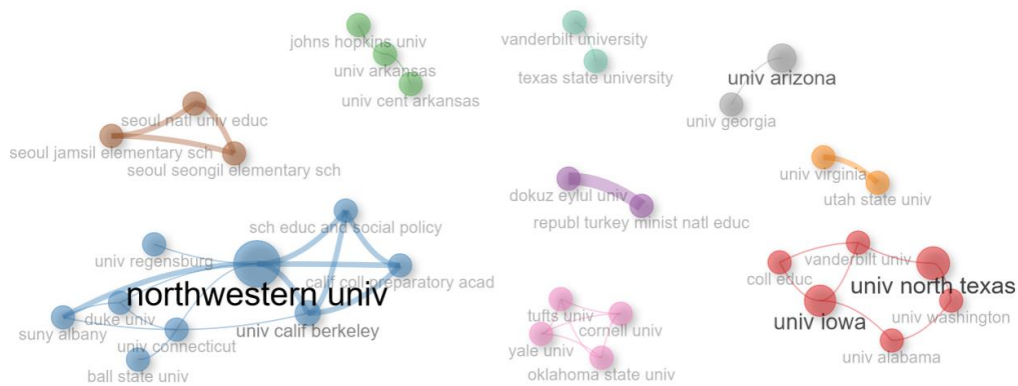 johns hopkins univ
univ arkansas
univ cent arkansas
vanderbilt university
texas state university
univ arizona
univ georgia
seoul natl univ educ
seoul jamsil elementary sch
seoul seongil elementary sch
dokuz eylul univ
republ turkey minist natl educ
univ virginia
utah state univ
sch educ and social policy
univ regensburg
calif coll preparatory acad
northwestern univ
duke univ
suny albany
univ calif berkeley
univ connecticut
ball state univ
tufts univ
cornell univ
yale univ
oklahoma state univ
vanderbilt univ
coll educ
univ north texas
univ iowa
univ washington
univ alabama